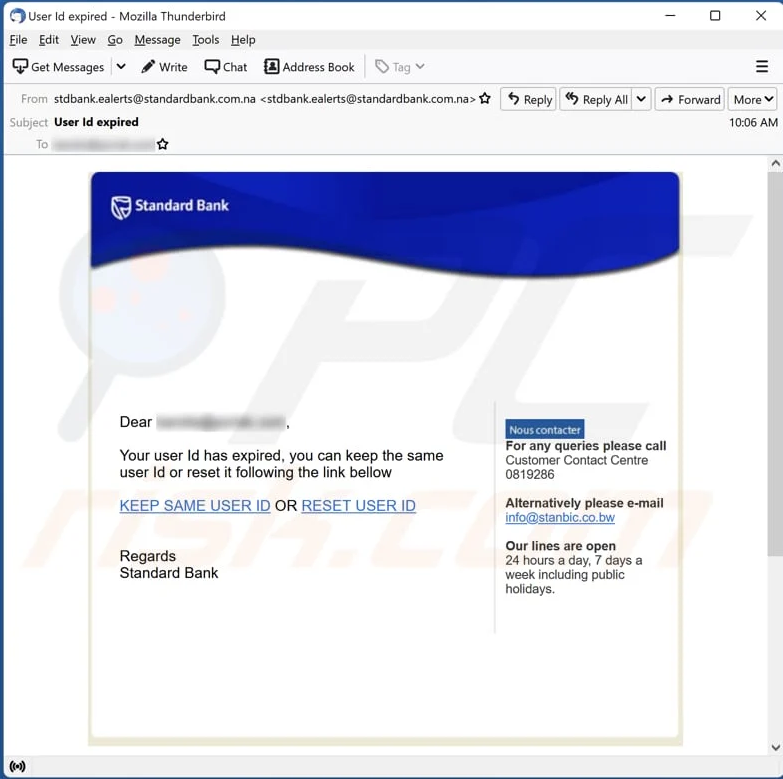 User Id expired - Mozilla Thunderbird
File Edit View Go Message Tools Help
Get Messages Write Chat Address Book Tag
From stdbank.ealerts@standardbank.com.na <stdbank.ealerts@standardbank.com.na> Reply Reply All Forward More
Subject User Id expired 10:06 AM
To
Standard Bank
PC
risk.com
Dear ,
Your user Id has expired, you can keep the same
user Id or reset it following the link bellow
KEEP SAME USER ID OR RESET USER ID
Regards
Standard Bank
Nous contacter
For any queries please call
Customer Contact Centre
0819286
Alternatively please e-mail
info@stanbic.co.bw
Our lines are open
24 hours a day, 7 days a
week including public
holidays.